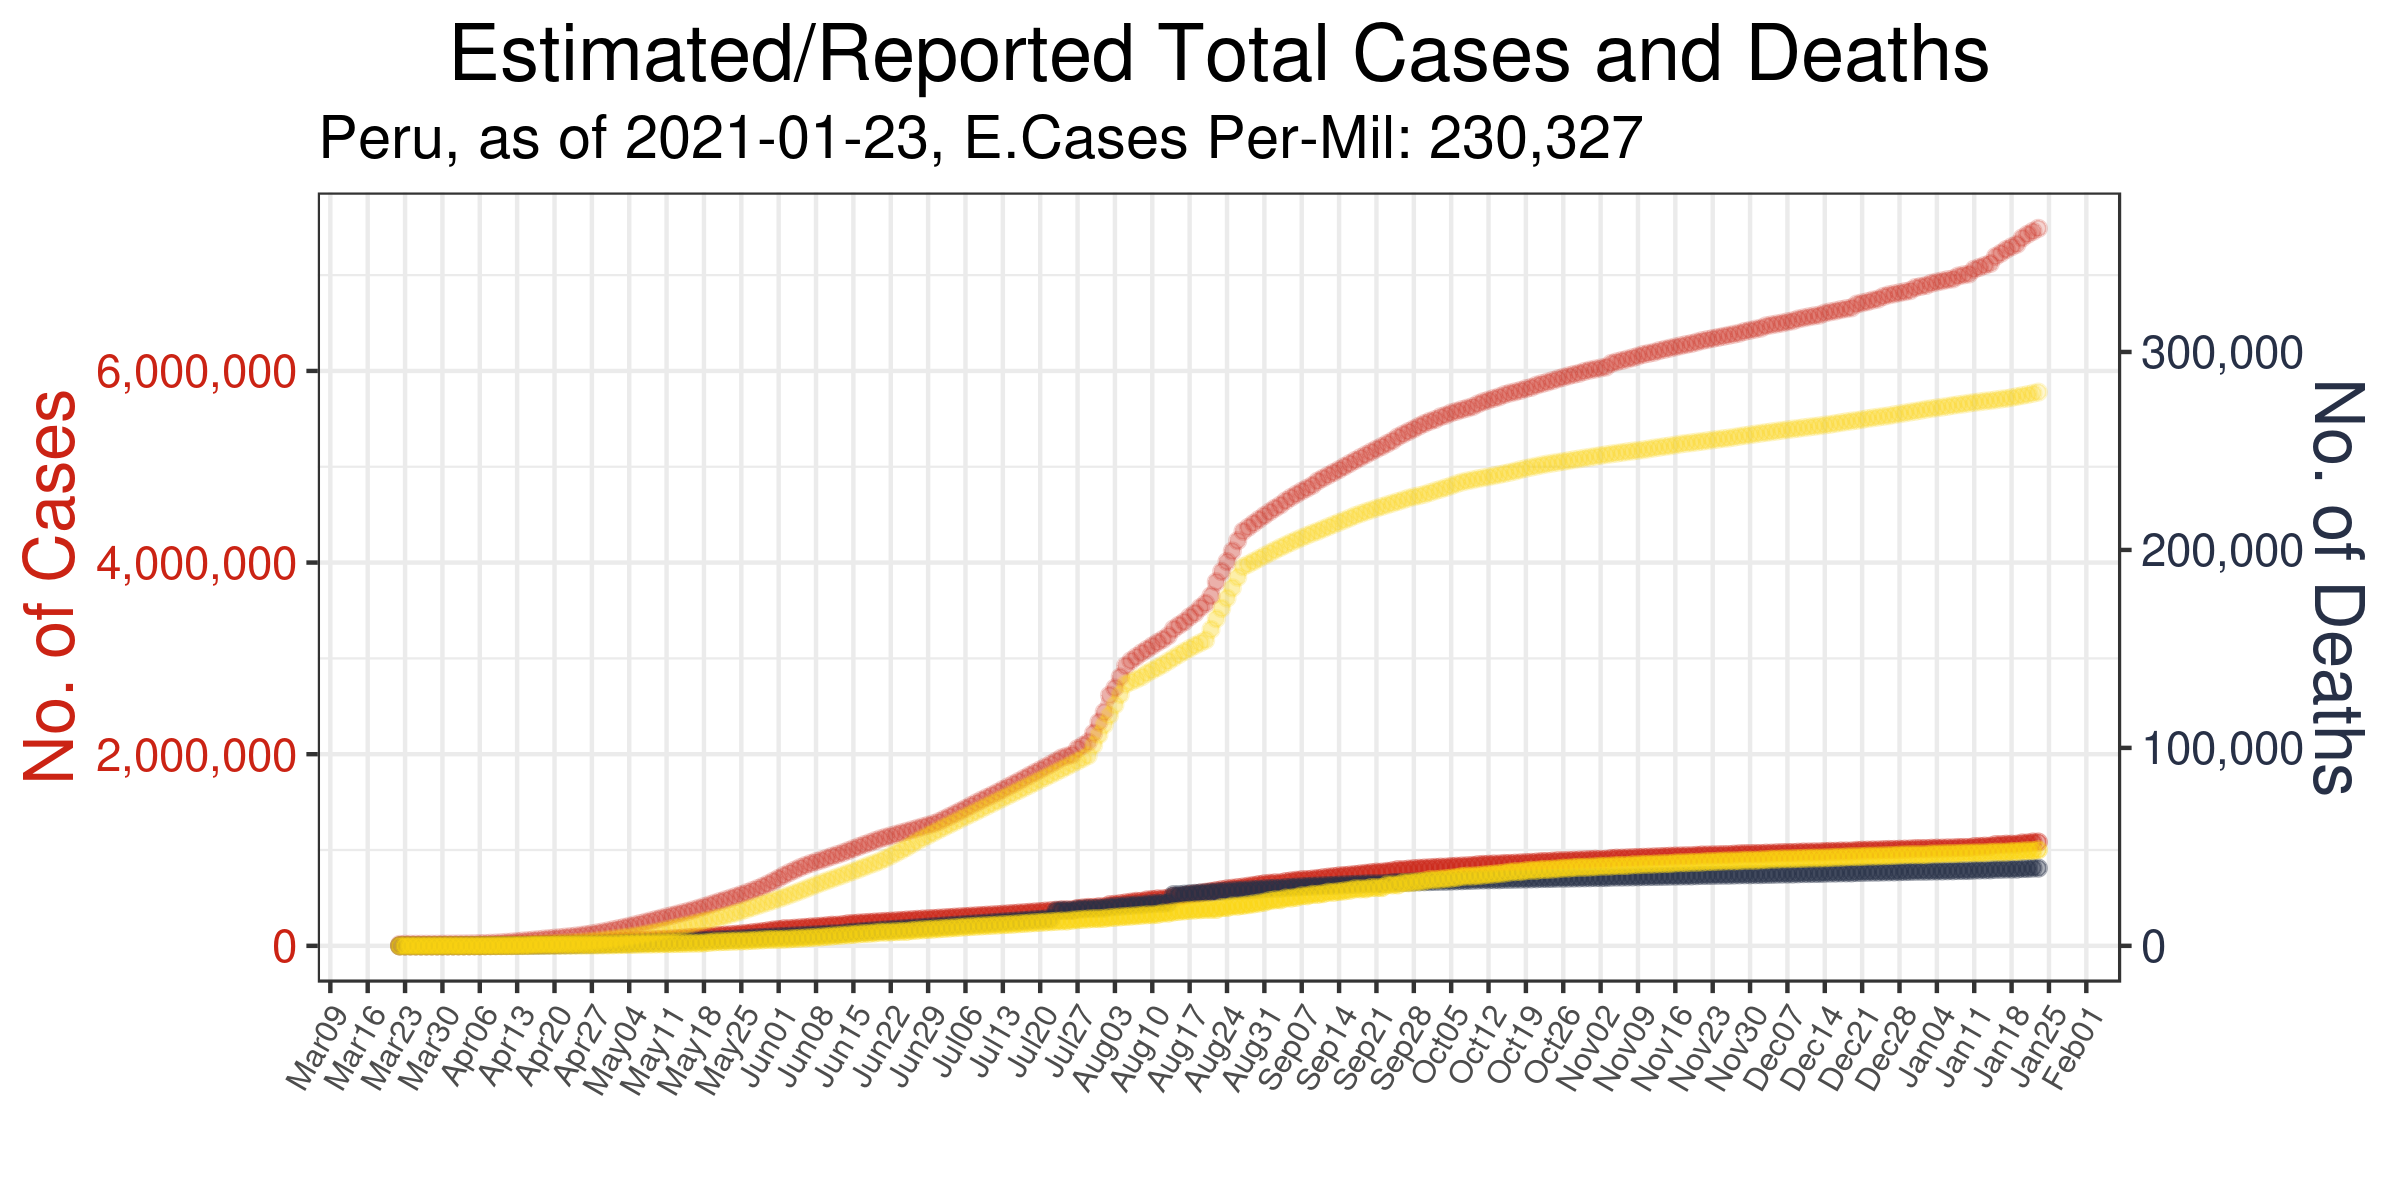 Estimated/Reported Total Cases and Deaths
Peru, as of 2021-01-23, E.Cases Per-Mil: 230,327
No. of Cases
6,000,000
4,000,000
2,000,000
0
300,000
200,000
100,000
0
No. of Deaths
Mar09
Mar16
Mar23
Mar30
Apr06
Apr13
Apr20
Apr27
May04
May11
May18
May25
Jun01
Jun08
Jun15
Jun22
Jun29
Jul06
Jul13
Jul20
Jul27
Aug03
Aug10
Aug17
Aug24
Aug31
Sep07
Sep14
Sep21
Sep28
Oct05
Oct12
Oct19
Oct26
Nov02
Nov09
Nov16
Nov23
Nov30
Dec07
Dec14
Dec21
Dec28
Jan04
Jan11
Jan18
Jan25
Feb01